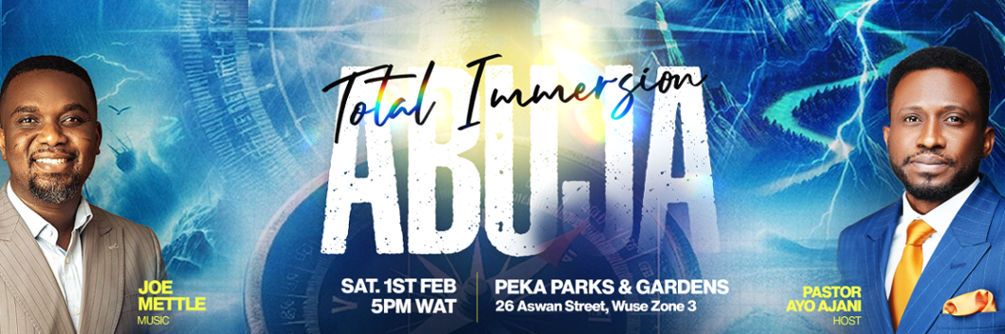 Total Immersion
ABUJA
SAT. 1ST FEB
5PM WAT
PEKA PARKS & GARDENS
26 Aswan Street, Wuse Zone 3
JOE
METTLE
MUSIC
PASTOR
AYO AJANI
HOST